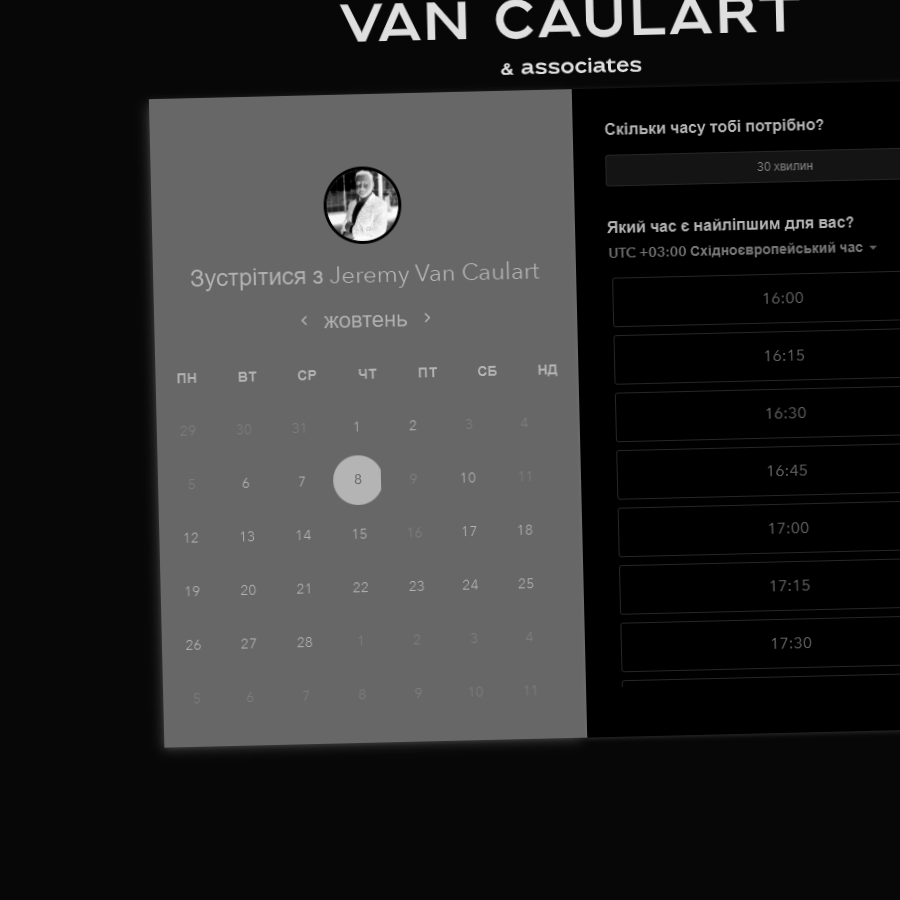 VAN CAULART
& associates
Зустрітися з Jeremy Van Caulart
жовтень
ПН ВТ СР ЧТ ПТ СБ НД
29 30 31 1 2 3 4
5 6 7 8 9 10 11
12 13 14 15 16 17 18
19 20 21 22 23 24 25
26 27 28 1 2 3 4
5 6 7 8 9 10 11
Скільки часу тобі потрібно?
30 хвилин
Який час є найліпшим для вас?
UTC +03:00 Східноєвропейський час
16:00
16:15
16:30
16:45
17:00
17:15
17:30